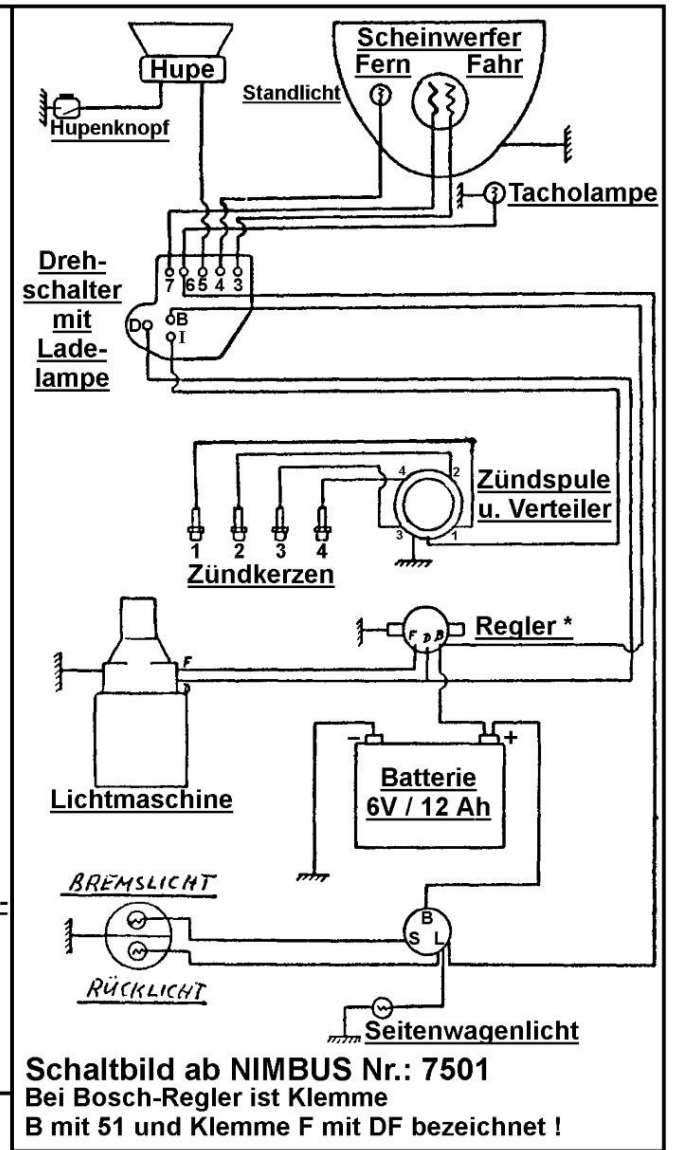 Hupe
Hupenknopf
Scheinwerfer
Fern Fahr
Standlicht
Tacholampe
Dreh-
schalter
mit
Lade-
lampe
7 6 5 4 3
D B
I
4 2
3 1
Zündspule
u. Verteiler
1 2 3 4
Zündkerzen
Regler *
F D B
F
D
Lichtmaschine
- +
Batterie
6V / 12 Ah
BREMSLICHT
RÜCKLICHT
B
S L
Seitenwagenlicht
Schaltbild ab NIMBUS Nr.: 7501
Bei Bosch-Regler ist Klemme
B mit 51 und Klemme F mit DF bezeichnet !